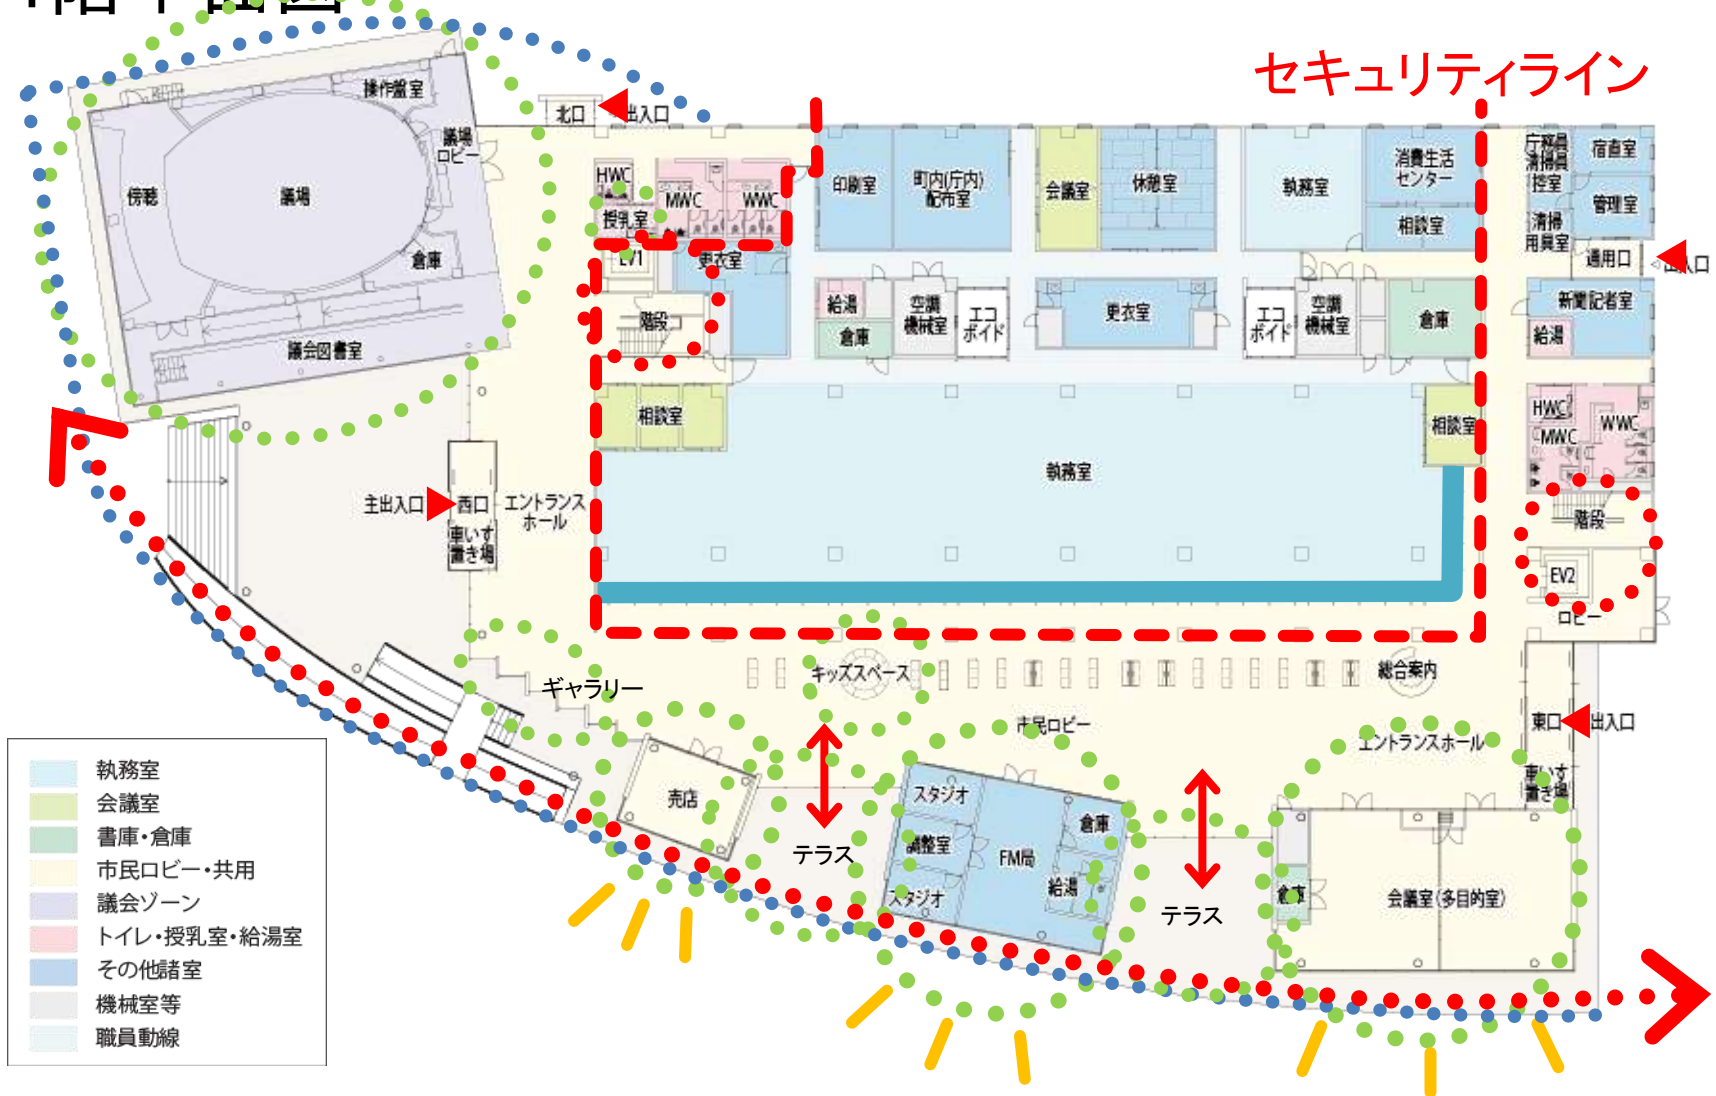 1階平面図
セキュリティライン
操作盤室
北口
出入口
議場
ロビー
傍聴
議場
倉庫
議会図書室
HWC
MWC
WWC
授乳室
EV1
更衣室
階段
印刷室
町内(庁内)
配布室
会議室
休憩室
執務室
消費生活
センター
相談室
庁務員
清掃員
控室
清掃
用具室
宿直室
管理室
通用口
出入口
給湯
倉庫
空調
機械室
エコ
ボイド
更衣室
エコ
ボイド
空調
機械室
倉庫
新聞記者室
給湯
相談室
相談室
HWC
MWC
WWC
執務室
主出入口
西口
車いす
置き場
エントランス
ホール
階段
EV2
ロビー
ギャラリー
キッズスペース
総合案内
市民ロビー
エントランスホール
東口
出入口
車いす
置き場
売店
テラス
スタジオ
調整室
スタジオ
FM局
倉庫
給湯
テラス
倉庫
会議室(多目的室)
執務室
会議室
書庫・倉庫
市民ロビー・共用
議会ゾーン
トイレ・授乳室・給湯室
その他諸室
機械室等
職員動線